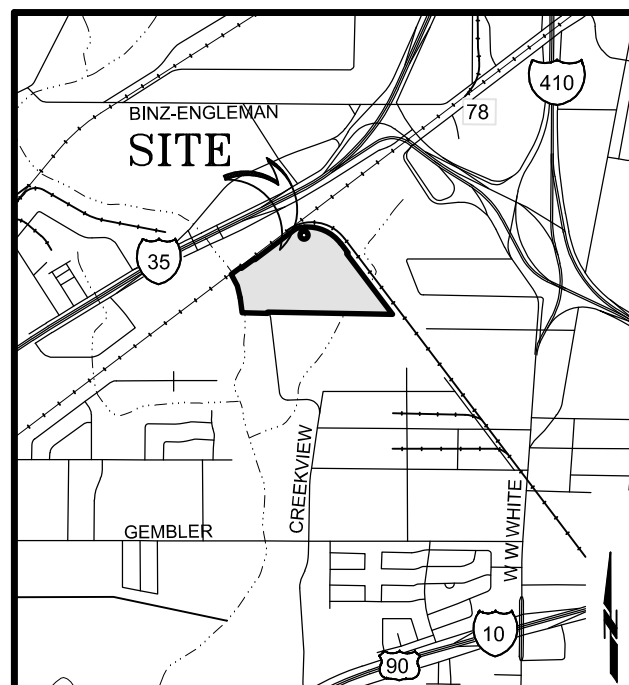 410
78
BINZ-ENGLEMAN
SITE
35
CREEKVIEW
W W WHITE
GEMBLER
N
10
90